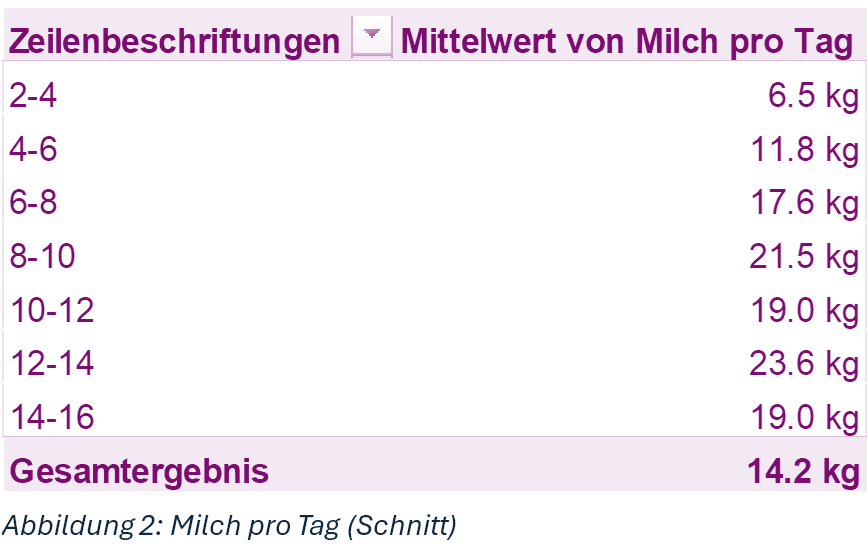 Zeilenbeschriftungen Mittelwert von Milch pro Tag
2-4 6.5 kg
4-6 11.8 kg
6-8 17.6 kg
8-10 21.5 kg
10-12 19.0 kg
12-14 23.6 kg
14-16 19.0 kg
Gesamtergebnis 14.2 kg
Abbildung 2: Milch pro Tag (Schnitt)